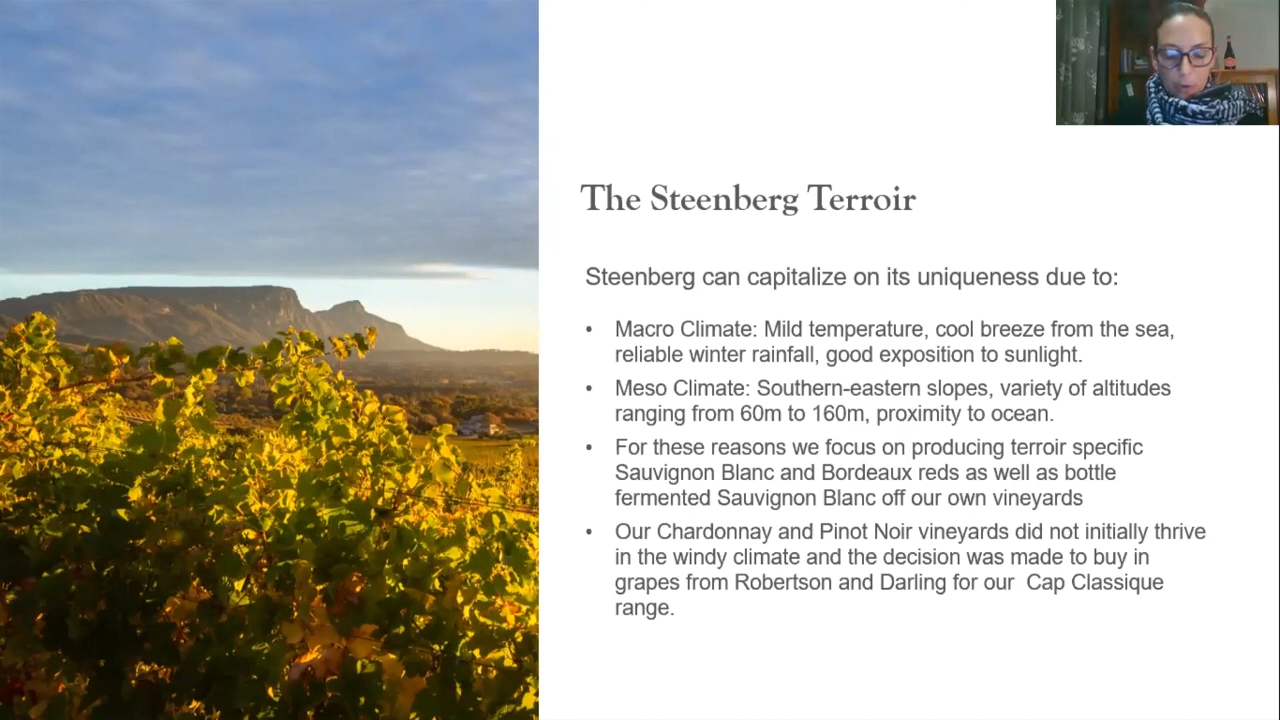 The Steenberg Terroir
Steenberg can capitalize on its uniqueness due to:
• Macro Climate: Mild temperature, cool breeze from the sea,
reliable winter rainfall, good exposition to sunlight.
• Meso Climate: Southern-eastern slopes, variety of altitudes
ranging from 60m to 160m, proximity to ocean.
• For these reasons we focus on producing terroir specific
Sauvignon Blanc and Bordeaux reds as well as bottle
fermented Sauvignon Blanc off our own vineyards
• Our Chardonnay and Pinot Noir vineyards did not initially thrive
in the windy climate and the decision was made to buy in
grapes from Robertson and Darling for our  Cap Classique
range.